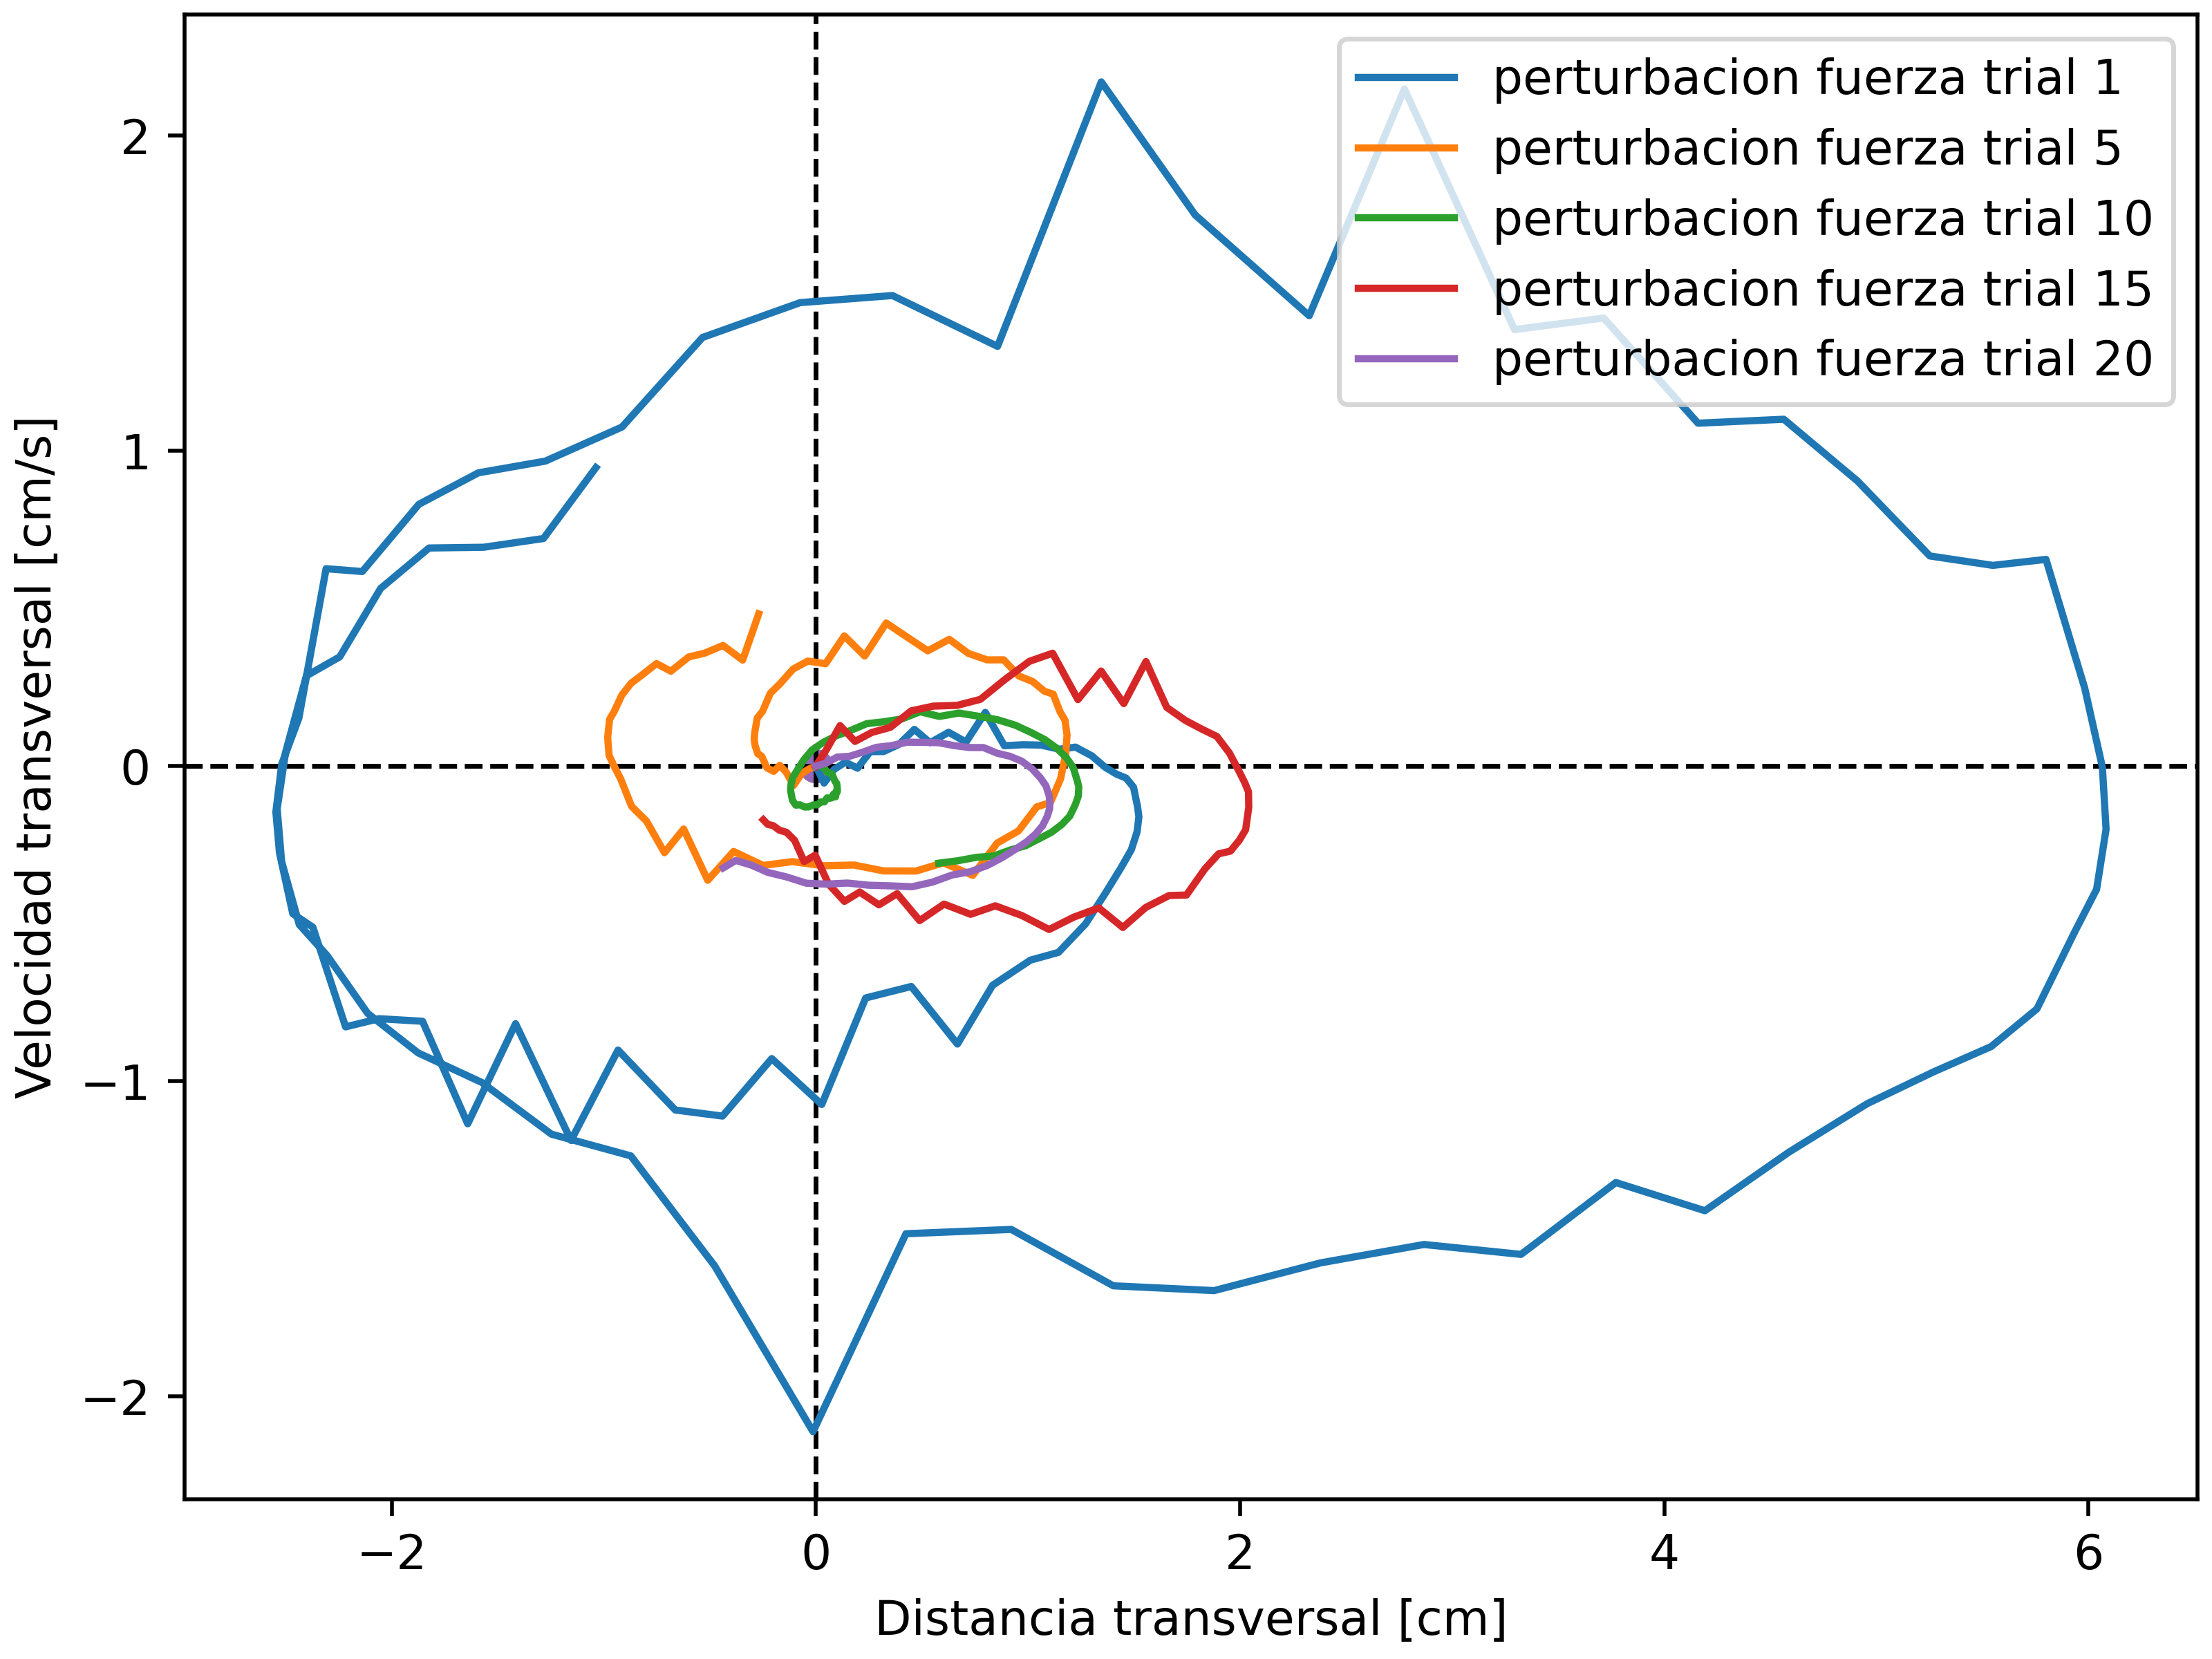 perturbacion fuerza trial 1
perturbacion fuerza trial 5
perturbacion fuerza trial 10
perturbacion fuerza trial 15
perturbacion fuerza trial 20
2
1
0
−1
−2
Velocidad transversal [cm/s]
−2 0 2 4 6
Distancia transversal [cm]